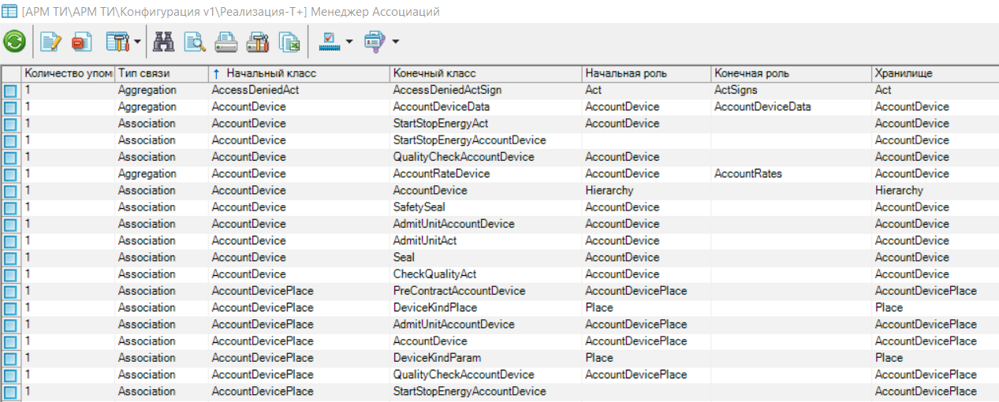 [АРМ ТИ\АРМ ТИ\Конфигурация v1\Реализация-Т+] Менеджер Ассоциаций
Количество упом Тип связи ↑ Начальный класс Конечный класс Начальная роль Конечная роль Хранилище
1 Aggregation AccessDeniedAct AccessDeniedActSign Act ActSigns Act
1 Aggregation AccountDevice AccountDeviceData AccountDevice AccountDeviceData AccountDevice
1 Association AccountDevice StartStopEnergyAct AccountDevice AccountDevice
1 Association AccountDevice StartStopEnergyAccountDevice AccountDevice
1 Association AccountDevice QualityCheckAccountDevice AccountDevice AccountDevice
1 Aggregation AccountDevice AccountRateDevice AccountDevice AccountRates AccountDevice
1 Association AccountDevice AccountDevice Hierarchy Hierarchy
1 Association AccountDevice SafetySeal AccountDevice AccountDevice
1 Association AccountDevice AdmitUnitAccountDevice AccountDevice AccountDevice
1 Association AccountDevice AdmitUnitAct AccountDevice AccountDevice
1 Association AccountDevice Seal AccountDevice AccountDevice
1 Association AccountDevice CheckQualityAct AccountDevice AccountDevice
1 Association AccountDevicePlace PreContractAccountDevice AccountDevicePlace AccountDevicePlace
1 Association AccountDevicePlace DeviceKindPlace Place Place
1 Association AccountDevicePlace AdmitUnitAccountDevice AccountDevicePlace AccountDevicePlace
1 Association AccountDevicePlace AccountDevice AccountDevicePlace AccountDevicePlace
1 Association AccountDevicePlace DeviceKindParam Place Place
1 Association AccountDevicePlace QualityCheckAccountDevice AccountDevicePlace AccountDevicePlace
1 Association AccountDevicePlace StartStopEnergyAccountDevice AccountDevicePlace